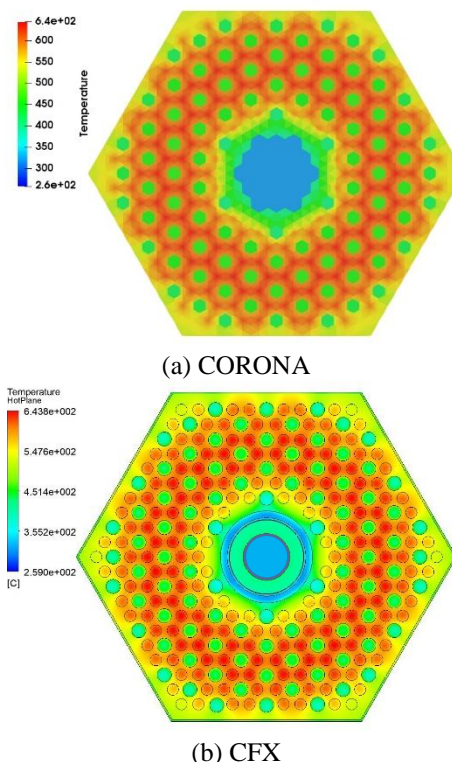 6.4e+02
600
550
500
450
400
350
300
2.6e+02
Temperature
(a) CORONA
Temperature
HotPlane
6.438e+002
5.476e+002
4.514e+002
3.552e+002
2.590e+002
[C]
(b) CFX